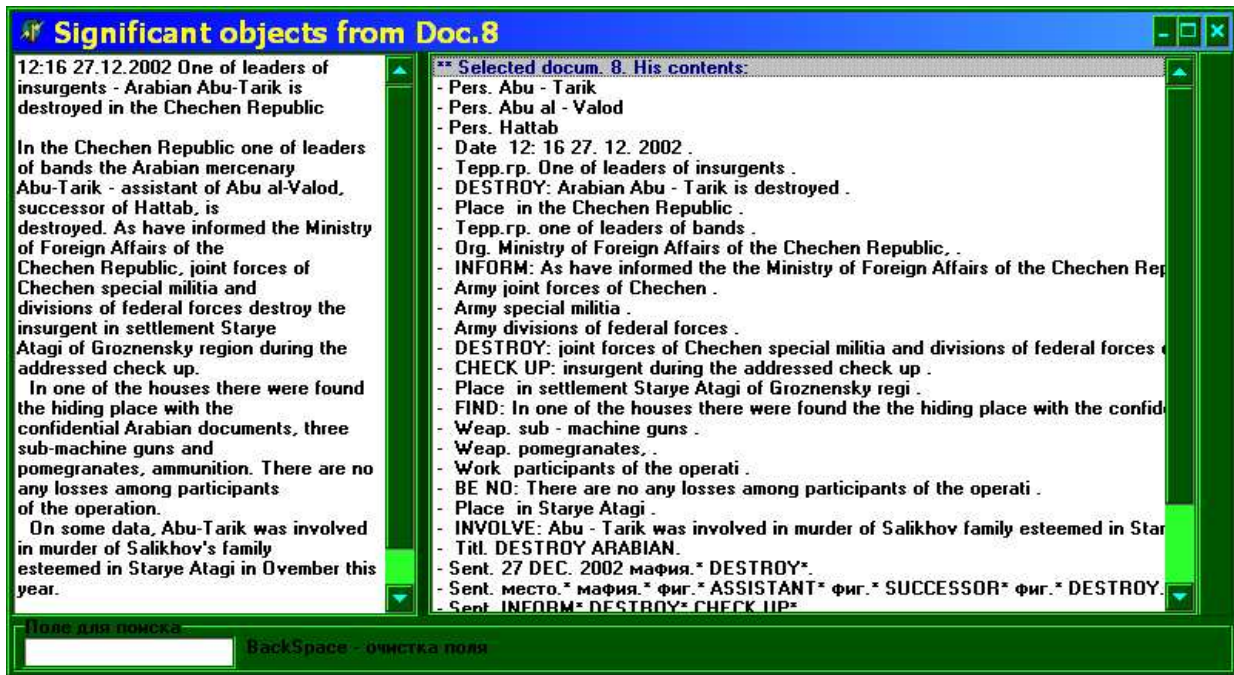 Significant objects from Doc.8
12:16 27.12.2002 One of leaders of
insurgents - Arabian Abu-Tarik is
destroyed in the Chechen Republic
In the Chechen Republic one of leaders
of bands the Arabian mercenary
Abu-Tarik - assistant of Abu al-Valod,
successor of Hattab, is
destroyed. As have informed the Ministry
of Foreign Affairs of the
Chechen Republic, joint forces of
Chechen special militia and
divisions of federal forces destroy the
insurgent in settlement Starye
Atagi of Groznensky region during the
addressed check up.
In one of the houses there were found
the hiding place with the
confidential Arabian documents, three
sub-machine guns and
pomegranates, ammunition. There are no
any losses among participants
of the operation.
On some data, Abu-Tarik was involved
in murder of Salikhov's family
esteemed in Starye Atagi in Ovember this
year.
** Selected docum. 8. His contents:
- Pers. Abu - Tarik
- Pers. Abu al - Valod
- Pers. Hattab
- Date 12: 16 27. 12. 2002 .
- Терр.гр. One of leaders of insurgents .
- DESTROY: Arabian Abu - Tarik is destroyed .
- Place in the Chechen Republic .
- Терр.гр. one of leaders of bands .
- Org. Ministry of Foreign Affairs of the Chechen Republic, .
- INFORM: As have informed the the Ministry of Foreign Affairs of the Chechen Rep
- Army joint forces of Chechen .
- Army special militia .
- Army divisions of federal forces .
- DESTROY: joint forces of Chechen special militia and divisions of federal forces
- CHECK UP: insurgent during the addressed check up .
- Place in settlement Starye Atagi of Groznensky regi .
- FIND: In one of the houses there were found the the hiding place with the confid
- Weap. sub - machine guns .
- Weap. pomegranates, .
- Work participants of the operati .
- BE NO: There are no any losses among participants of the operati .
- Place in Starye Atagi .
- INVOLVE: Abu - Tarik was involved in murder of Salikhov family esteemed in Star
- Titl. DESTROY ARABIAN.
- Sent. 27 DEC. 2002 мафия.* DESTROY*.
- Sent. место.* мафия.* фиг.* ASSISTANT* фиг.* SUCCESSOR* фиг.* DESTROY.
- Sent. INFORM* DESTROY* CHECK UP*
Поле для поиска
BackSpace - очистка поля